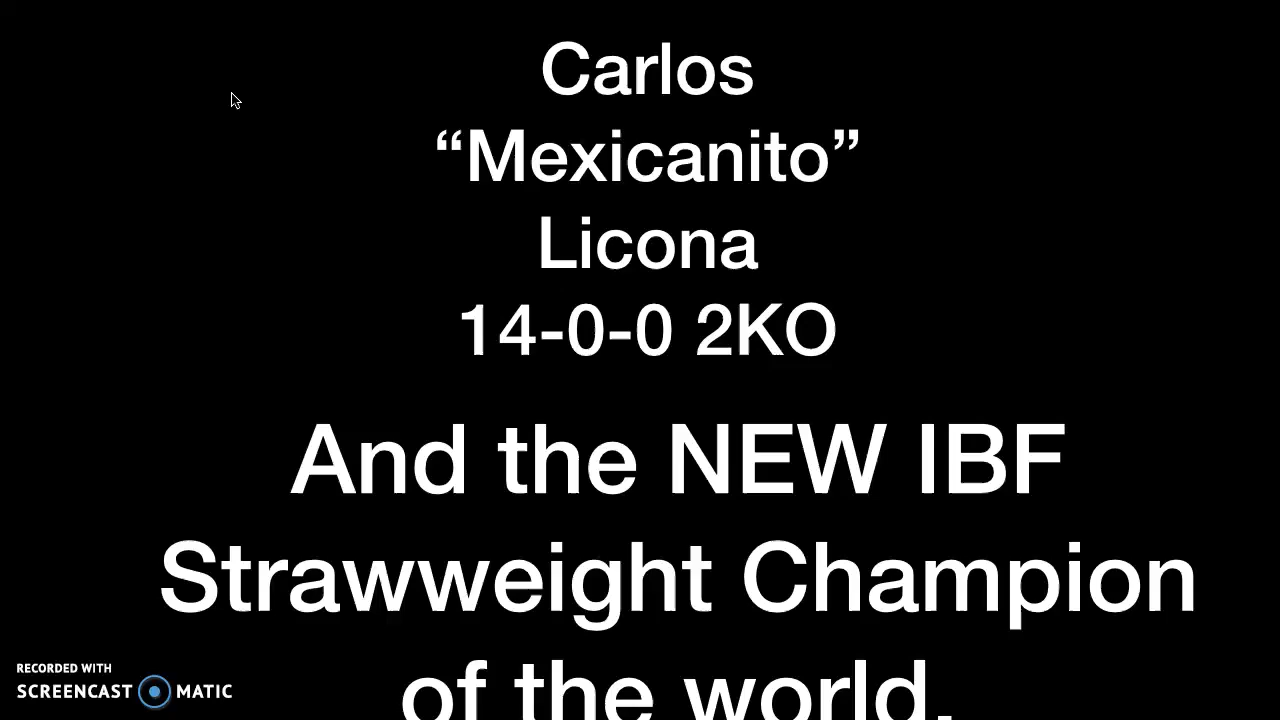 Carlos
“Mexicanito”
Licona
14-0-0 2KO
And the NEW IBF
Strawweight Champion
of the world.
RECORDED WITH
SCREENCAST MATIC